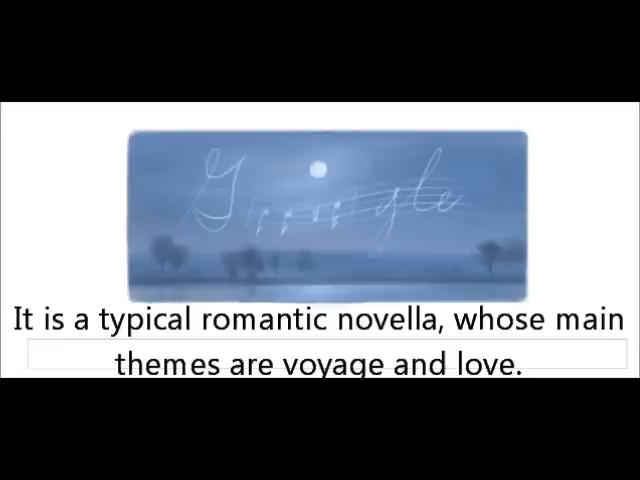 Google
It is a typical romantic novella, whose main
themes are voyage and love.